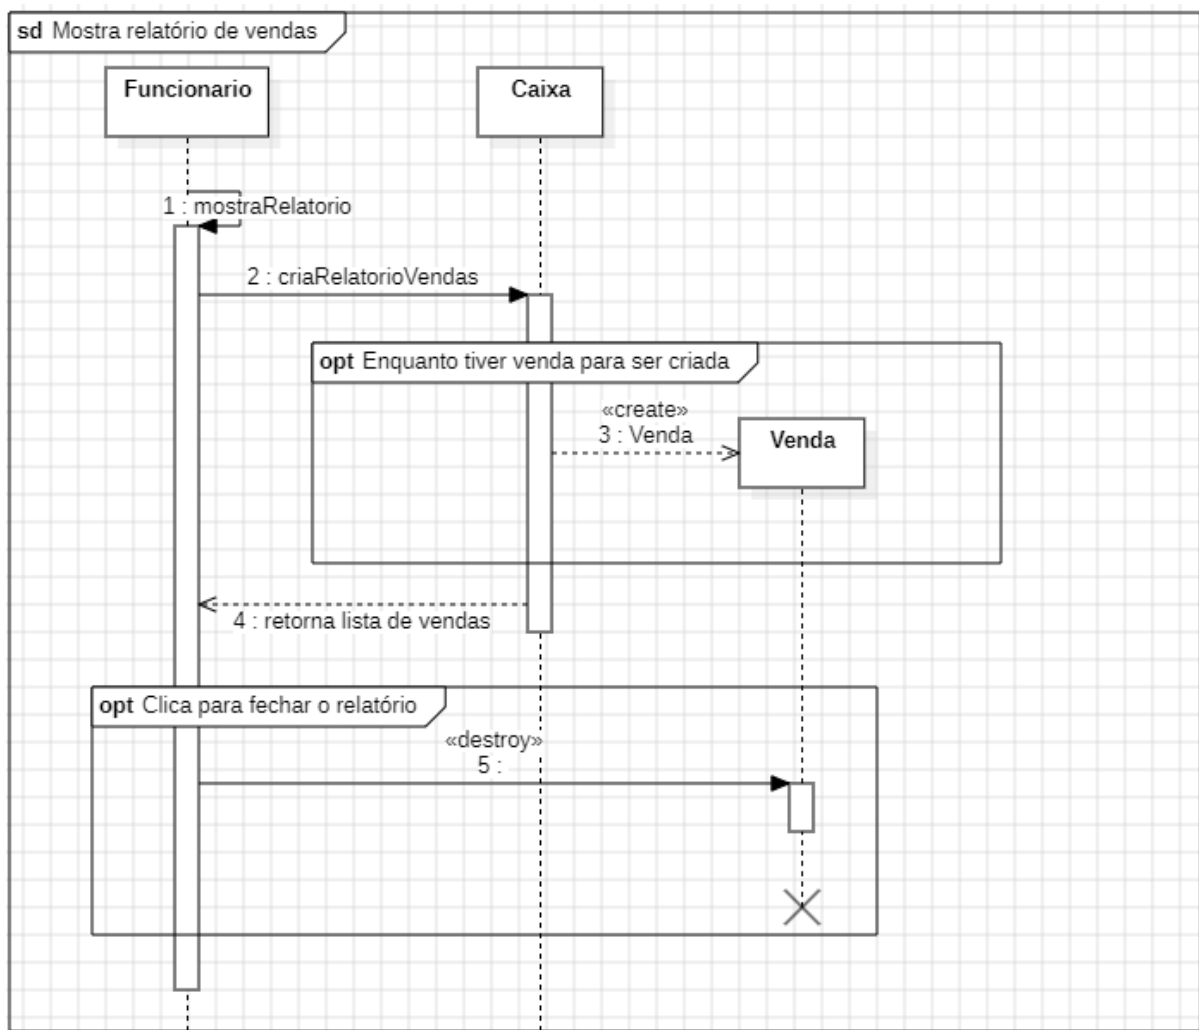 sd Mostra relatório de vendas
Funcionario
Caixa
1 : mostraRelatorio
2 : criaRelatorioVendas
opt Enquanto tiver venda para ser criada
«create»
3 : Venda
Venda
4 : retorna lista de vendas
opt Clica para fechar o relatório
«destroy»
5 :